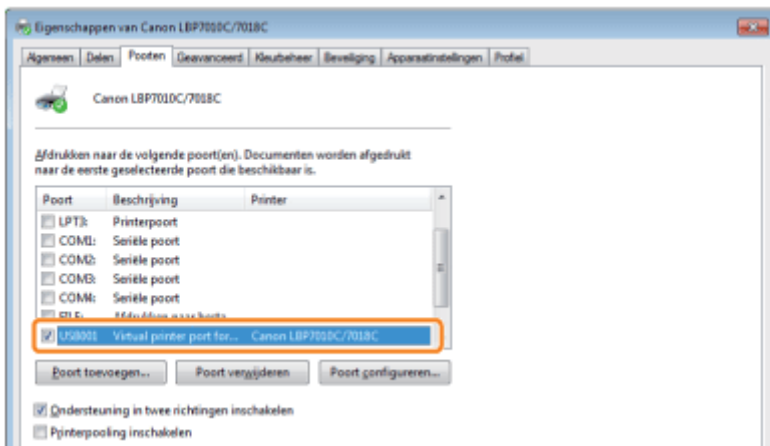 Eigenschappen van Canon LBP7010C/7018C
Algemeen Delen Poorten Geavanceerd Kleurbeheer Beveiliging Apparaatinstellingen Profiel
Canon LBP7010C/7018C
Afdrukken naar de volgende poort(en). Documenten worden afgedrukt
naar de eerste geselecteerde poort die beschikbaar is.
Poort Beschrijving Printer
LPT3: Printerpoort
COM1: Seriële poort
COM2: Seriële poort
COM3: Seriële poort
COM4: Seriële poort
FILE: Afdrukken naar
USB001 Virtual printer port for... Canon LBP7010C/7018C
Poort toevoegen... Poort verwijderen Poort configureren...
Ondersteuning in twee richtingen inschakelen
Printerpooling inschakelen